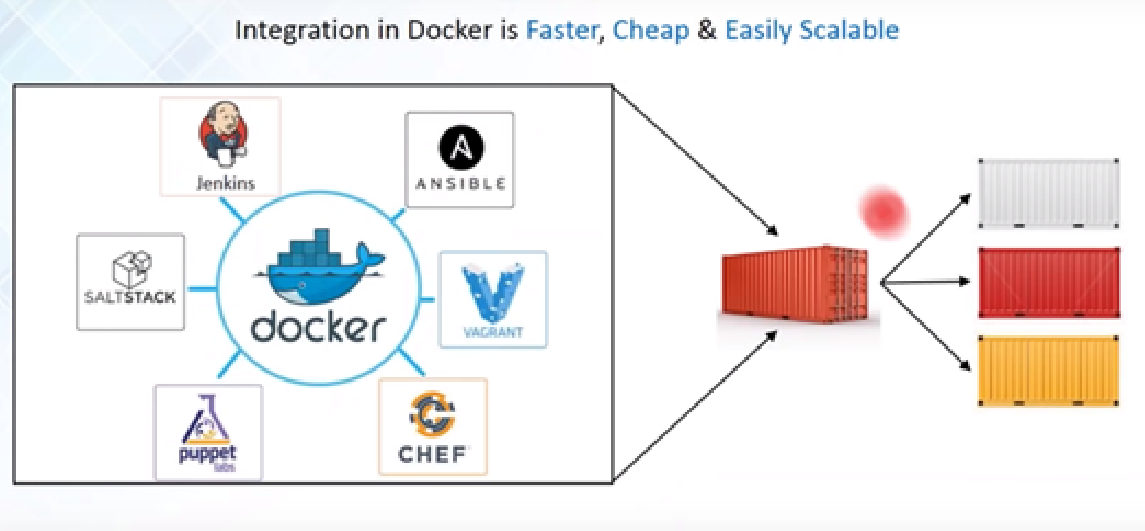 Integration in Docker is Faster, Cheap & Easily Scalable
Jenkins
A
ANSIBLE
SALTSTACK
docker
VAGRANT
puppet
labs
CHEF